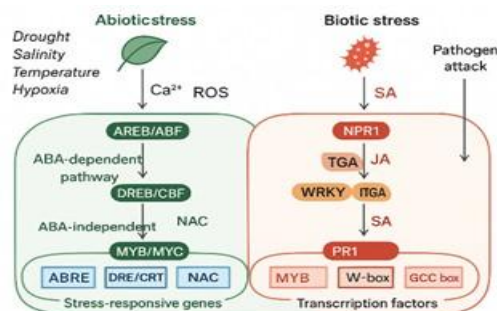 Abioticstress
Drought
Salinity
Temperature
Hypoxia
Ca²⁺ ROS
AREB/ABF
ABA-dependent
pathway
DREB/CBF
ABA-independent NAC
MYB/MYC
ABRE DRE/CRT NAC
Stress-responsive genes
Biotic stress
Pathogen
attack
SA
NPR1
TGA JA
WRKY ITGA
SA
PR1
MYB W-box GCC box
Transcrription factors